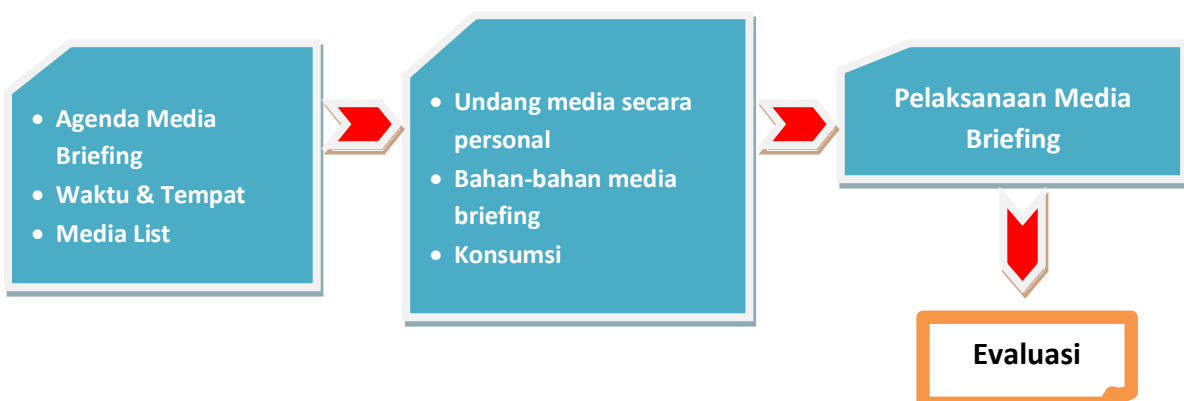 • Agenda Media
Briefing
• Waktu & Tempat
• Media List
• Undang media secara
personal
• Bahan-bahan media
briefing
• Konsumsi
Pelaksanaan Media
Briefing
Evaluasi